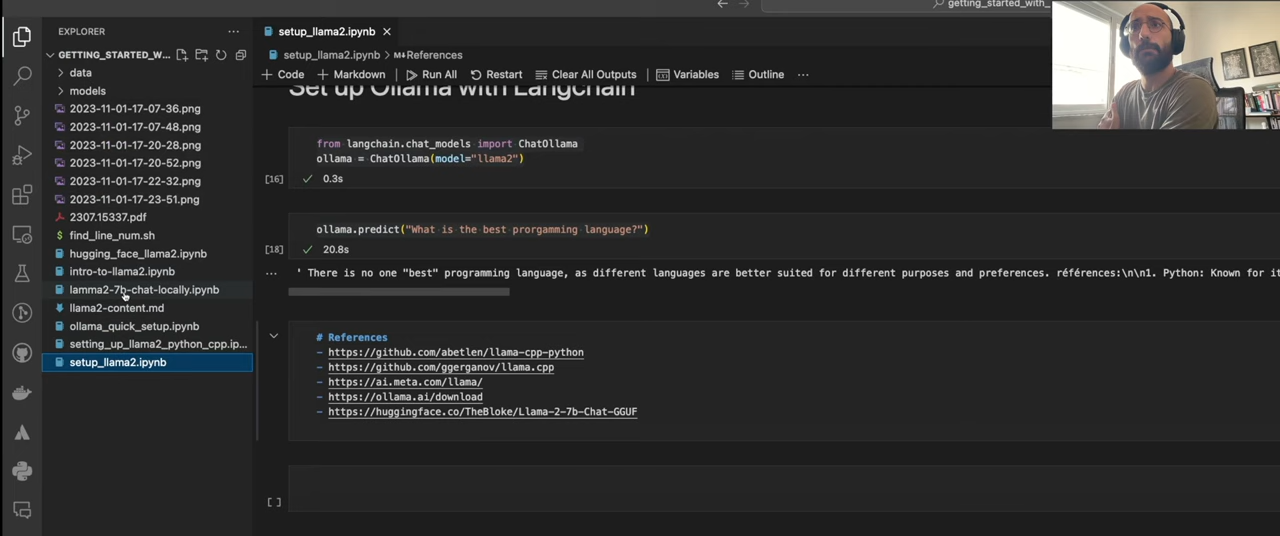 getting_started_with_
EXPLORER
setup_llama2.ipynb
GETTING_STARTED_W...
setup_llama2.ipynb > References
data
+ Code + Markdown Run All Restart Clear All Outputs Variables Outline ...
models
Set up Ollama with Langchain
2023-11-01-17-07-36.png
2023-11-01-17-07-48.png
2023-11-01-17-20-28.png
2023-11-01-17-20-52.png
2023-11-01-17-22-32.png
2023-11-01-17-23-51.png
2307.15337.pdf
find_line_num.sh
hugging_face_llama2.ipynb
intro-to-llama2.ipynb
lamma2-7b-chat-locally.ipynb
llama2-content.md
ollama_quick_setup.ipynb
setting_up_llama2_python_cpp.ip...
setup_llama2.ipynb
from langchain.chat_models import ChatOllama
ollama = ChatOllama(model="llama2")
[16] 0.3s
ollama.predict("What is the best prorgamming language?")
[18] 20.8s
... ' There is no one "best" programming language, as different languages are better suited for different purposes and preferences. références:\n\n1. Python: Known for it
# References
- https://github.com/abetlen/llama-cpp-python
- https://github.com/ggerganov/llama.cpp
- https://ai.meta.com/llama/
- https://ollama.ai/download
- https://huggingface.co/TheBloke/Llama-2-7b-Chat-GGUF
[ ]